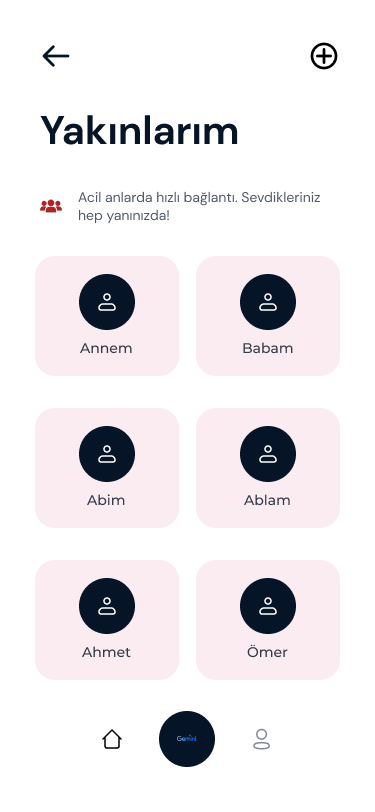 Yakınlarım
Acil anlarda hızlı bağlantı. Sevdikleriniz
hep yanınızda!
Annem
Babam
Abim
Ablam
Ahmet
Ömer
Gemini